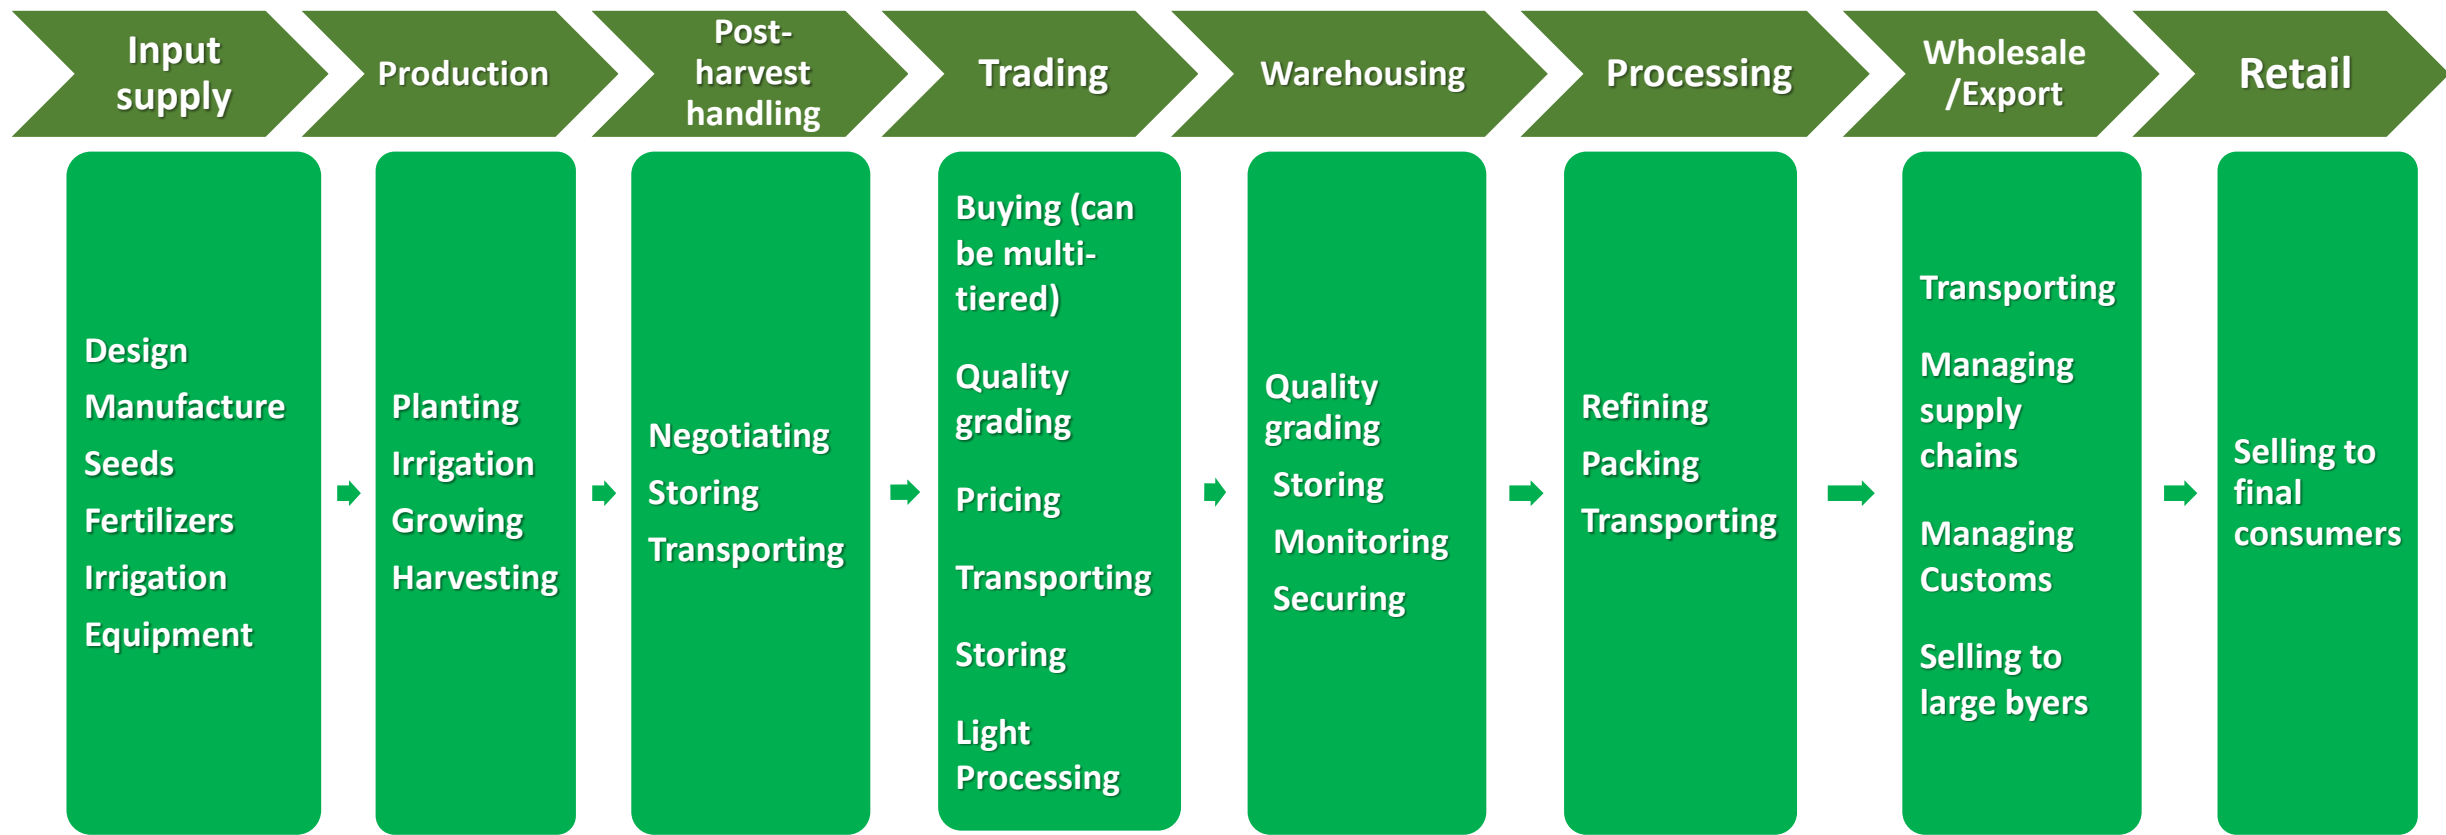 Input
supply
Production
Post-
harvest
handling
Trading
Warehousing
Processing
Wholesale
/Export
Retail
Design
Manufacture
Seeds
Fertilizers
Irrigation
Equipment
Planting
Irrigation
Growing
Harvesting
Negotiating
Storing
Transporting
Buying (can
be multi-
tiered)
Quality
grading
Pricing
Transporting
Storing
Light
Processing
Quality
grading
Storing
Monitoring
Securing
Refining
Packing
Transporting
Transporting
Managing
supply
chains
Managing
Customs
Selling to
large byers
Selling to
final
consumers